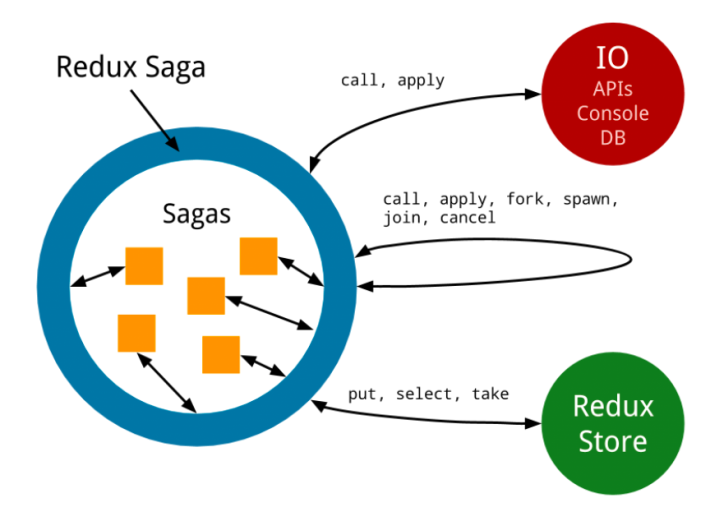 Redux Saga
Sagas
call, apply
IO
APIs
Console
DB
call, apply, fork, spawn,
join, cancel
put, select, take
Redux
Store